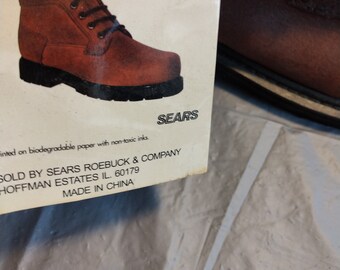 SEARS
inted on biodegradable paper with non-toxic inks.
SOLD BY SEARS ROEBUCK & COMPANY
HOFFMAN ESTATES IL. 60179
MADE IN CHINA